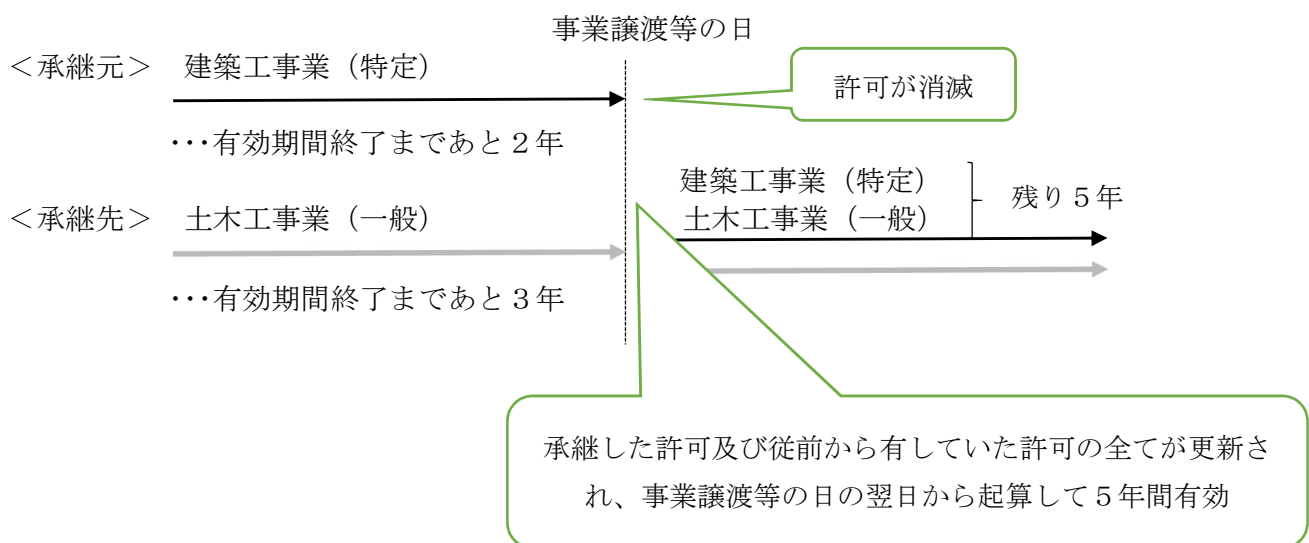 事業譲渡等の日
<承継元> 建築工事業(特定)
許可が消滅
・・・有効期間終了まであと2年
建築工事業(特定)
土木工事業(一般)
残り5年
<承継先> 土木工事業(一般)
・・・有効期間終了まであと3年
承継した許可及び従前から有していた許可の全てが更新さ
れ、事業譲渡等の日の翌日から起算して5年間有効